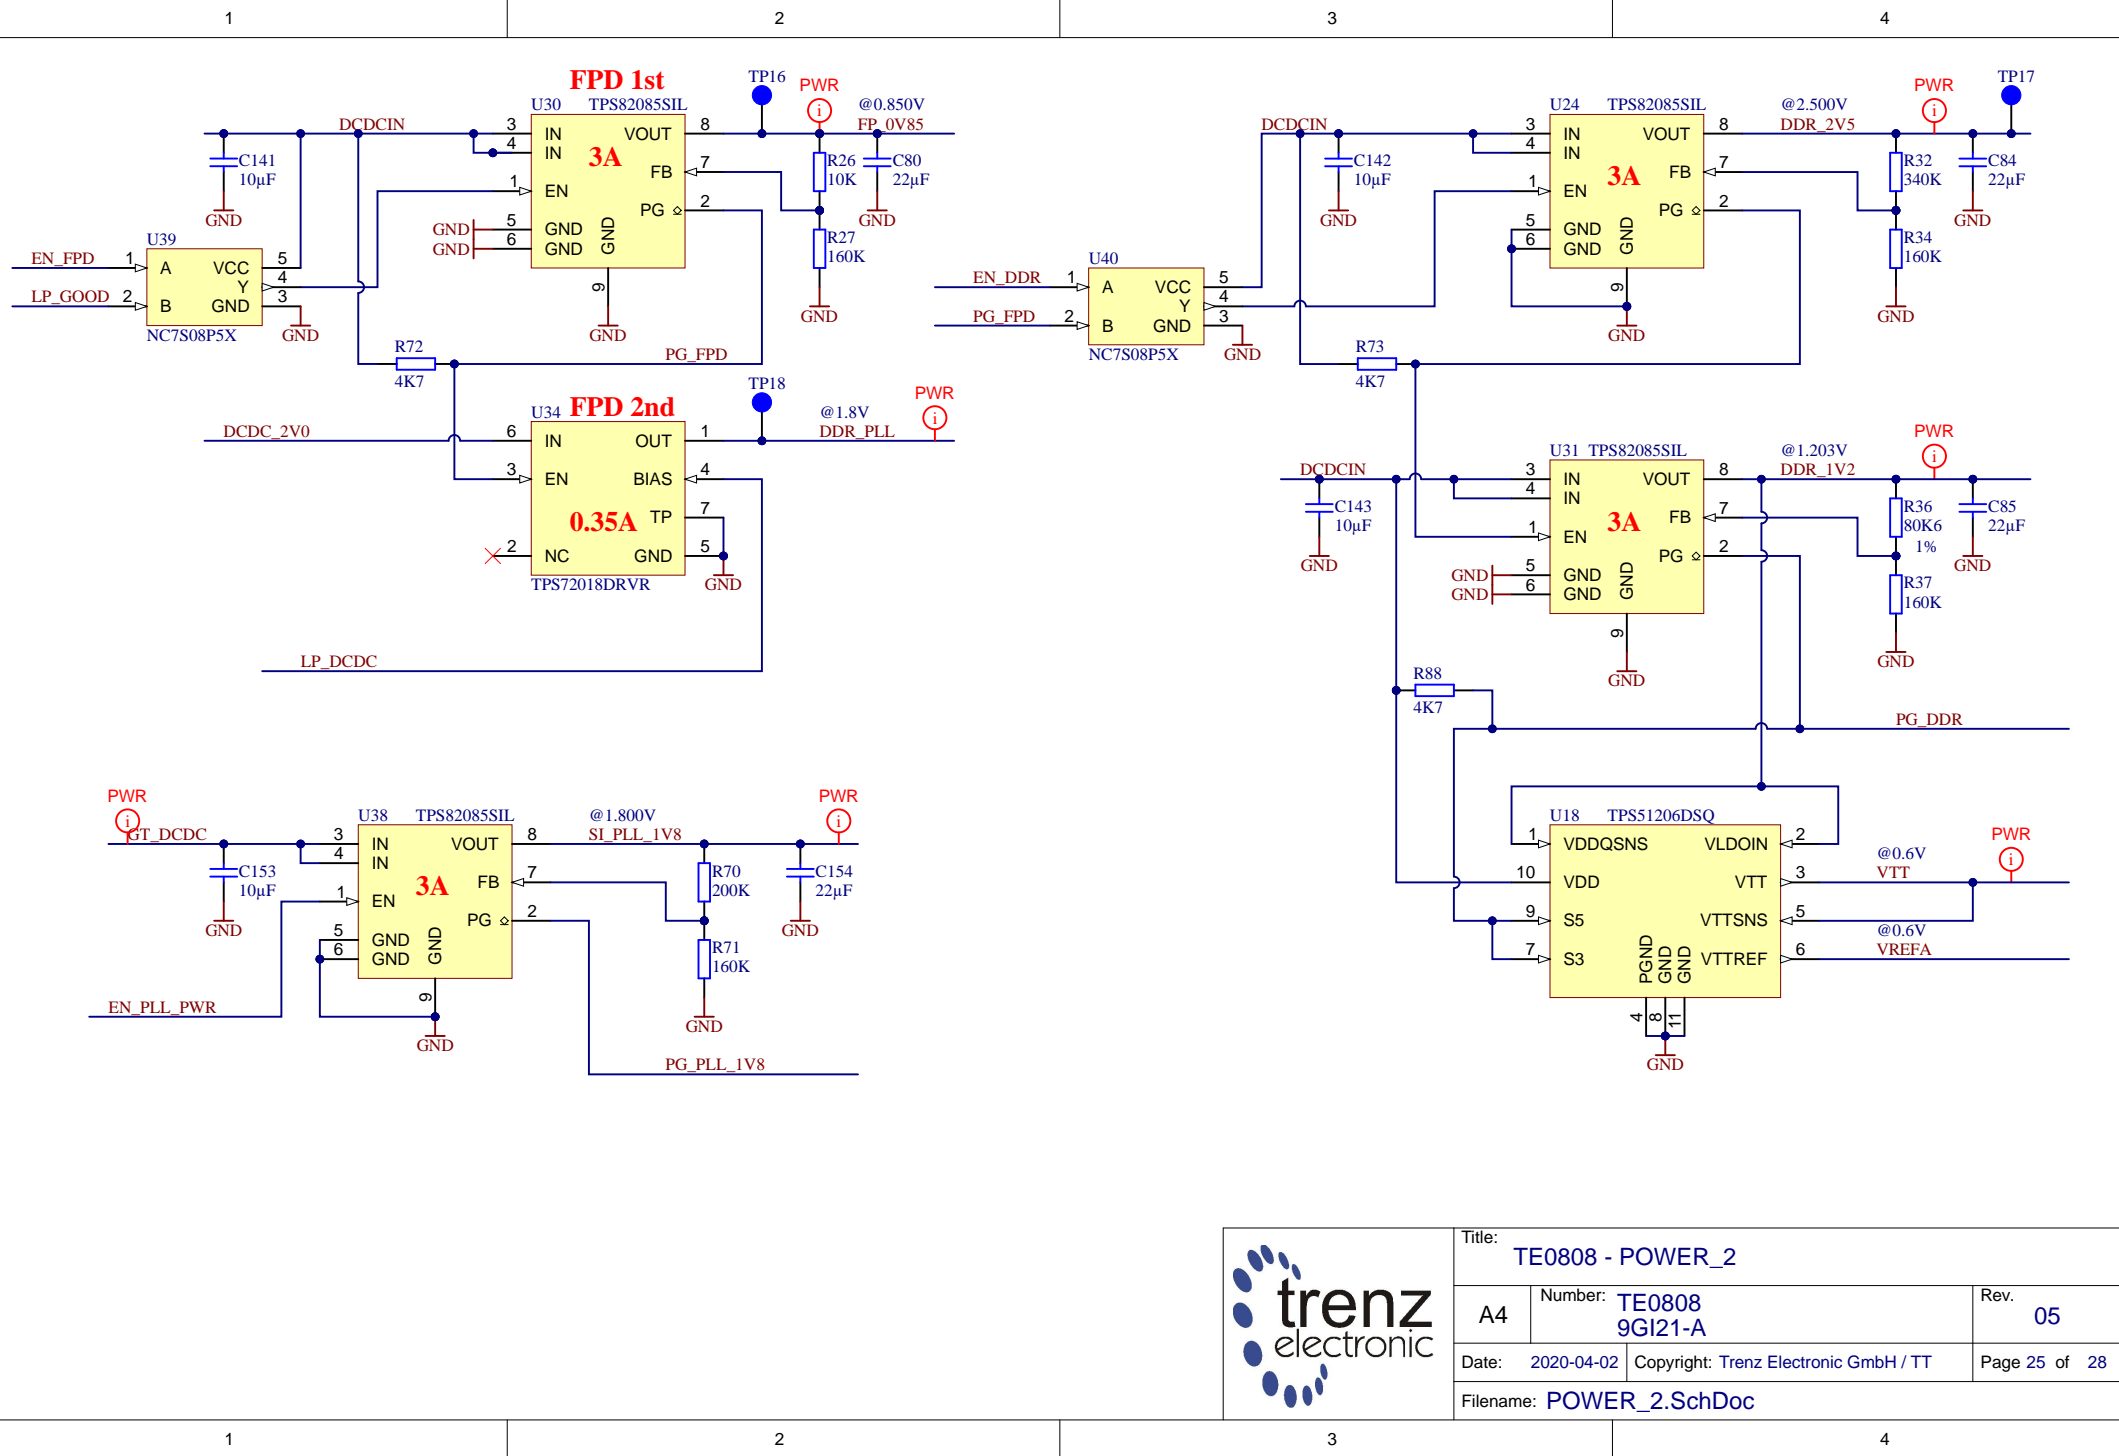 1 2 3 4
FPD 1st
U30 TPS82085SIL
TP16
PWR
@0.850V
FP_0V85
DCDCIN
3 IN VOUT 8
4 IN
3A
FB 7
1 EN
PG 2
5 GND
6 GND
GND
9
GND
GND
GND
C141
10µF
GND
R26
10K
C80
22µF
GND
R27
160K
GND
U39
EN_FPD 1 A VCC 5
Y 4
LP_GOOD 2 B GND 3
NC7S08P5X
GND
R72
4K7
PG_FPD
FPD 2nd
U34
TP18
@1.8V
DDR_PLL
PWR
DCDC_2V0
6 IN OUT 1
3 EN BIAS 4
0.35A
TP 7
2 NC GND 5
TPS72018DRVR
GND
LP_DCDC
PWR
GT_DCDC
U38 TPS82085SIL
@1.800V
SI_PLL_1V8
PWR
3 IN VOUT 8
4 IN
3A
FB 7
1 EN
PG 2
5 GND
6 GND
GND
9
GND
C153
10µF
GND
R70
200K
C154
22µF
GND
R71
160K
GND
EN_PLL_PWR
PG_PLL_1V8
U24 TPS82085SIL
@2.500V
DDR_2V5
PWR
TP17
DCDCIN
3 IN VOUT 8
4 IN
3A
FB 7
1 EN
PG 2
5 GND
6 GND
GND
9
GND
C142
10µF
GND
R32
340K
C84
22µF
GND
R34
160K
GND
U40
EN_DDR 1 A VCC 5
Y 4
PG_FPD 2 B GND 3
NC7S08P5X
GND
R73
4K7
U31 TPS82085SIL
@1.203V
DDR_1V2
PWR
DCDCIN
3 IN VOUT 8
4 IN
3A
FB 7
1 EN
PG 2
GND 5 GND
GND 6 GND
GND
9
GND
C143
10µF
GND
R36
80K6
1%
C85
22µF
GND
R37
160K
GND
R88
4K7
PG_DDR
U18 TPS51206DSQ
1 VDDQSNS VLDOIN 2
10 VDD VTT 3
9 S5 VTTSNS 5
7 S3 VTTREF 6
PGND
GND
GND
4
8
11
GND
@0.6V
VTT
PWR
@0.6V
VREFA
trenz
electronic
Title:
TE0808 - POWER_2
A4
Number: TE0808
9GI21-A
Rev.
05
Date: 2020-04-02 Copyright: Trenz Electronic GmbH / TT Page 25 of 28
Filename: POWER_2.SchDoc
1 2 3 4